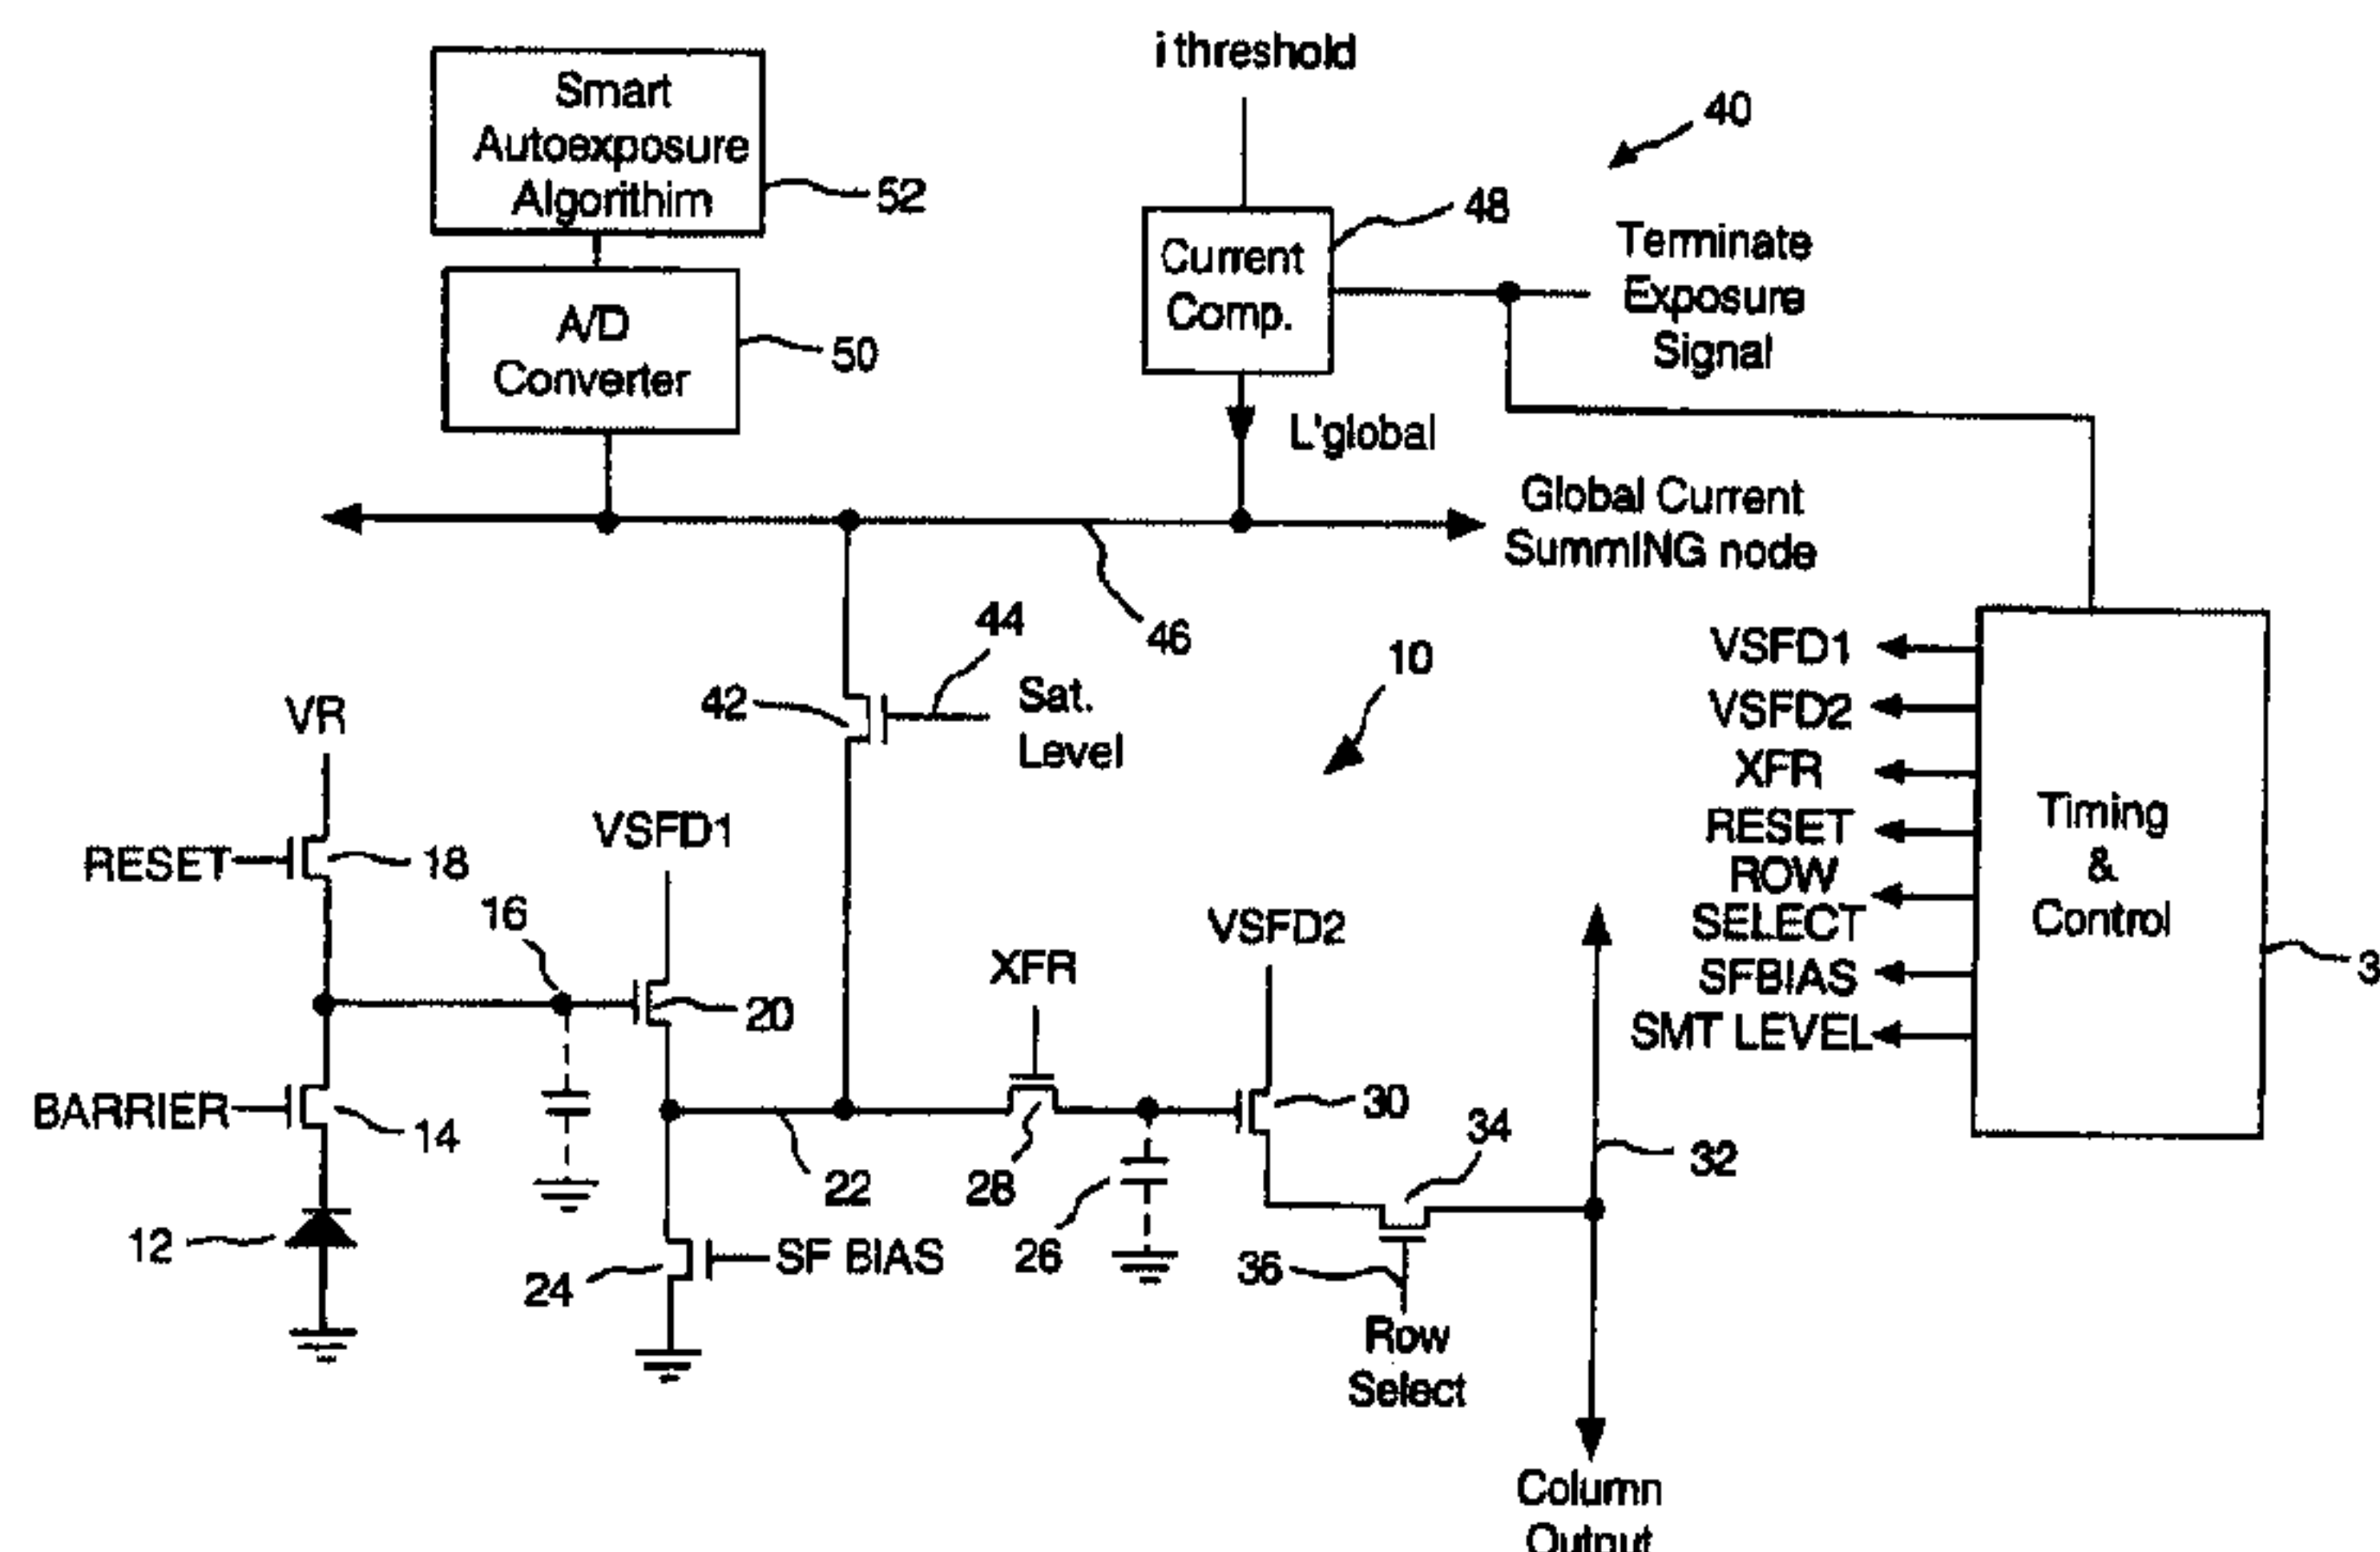 Smart
Autoexposure
Algorithim
52
A/D
Converter
50
i threshold
40
Current
Comp.
48
Terminate
Exposure
Signal
L'global
Global Current
SummING node
46
44
42
Sat.
Level
10
VR
RESET
18
VSFD1
16
20
BARRIER
14
12
22
24
SF BIAS
XFR
28
26
VSFD2
30
34
36
Row
Select
32
Column
Output
VSFD1
VSFD2
XFR
RESET
ROW
SELECT
SFBIAS
SMT LEVEL
Timing
&
Control